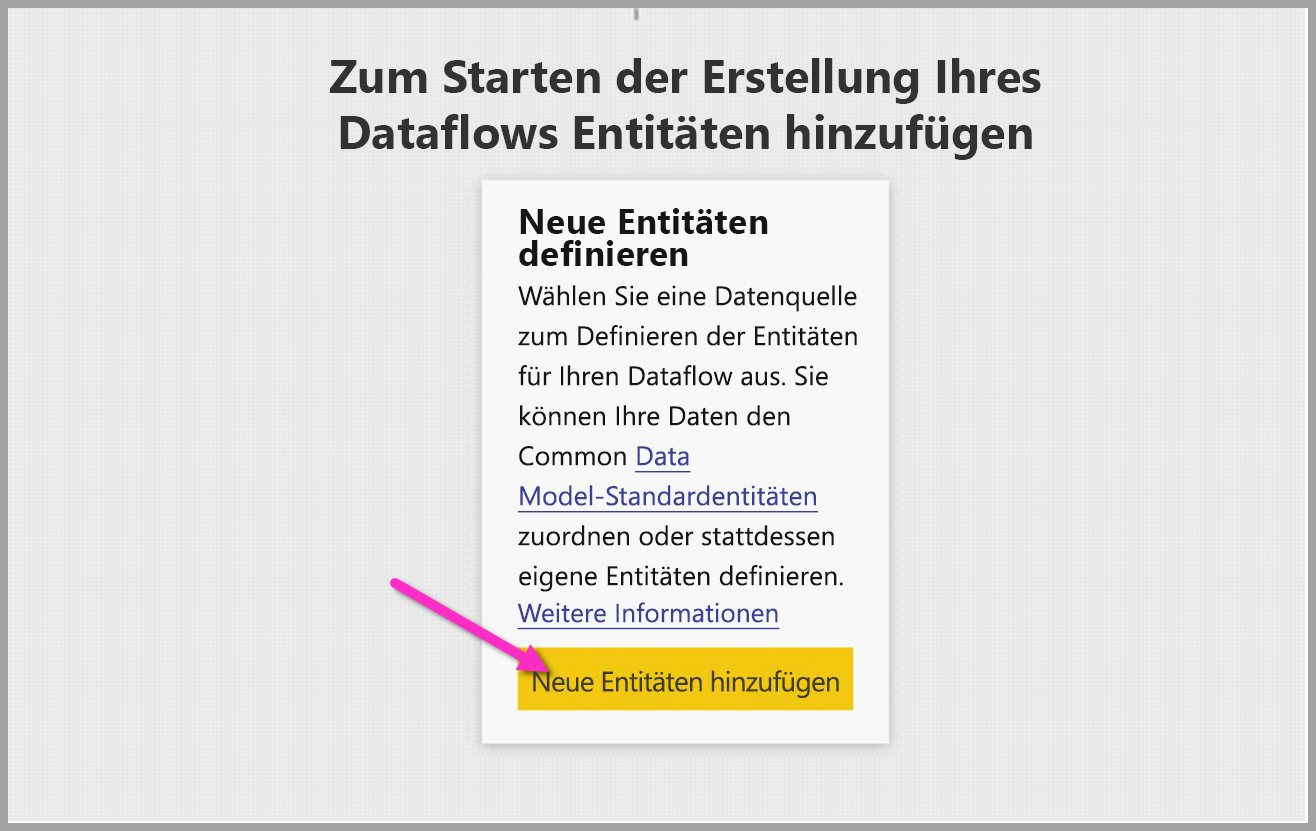 Zum Starten der Erstellung Ihres
Dataflows Entitäten hinzufügen
Neue Entitäten
definieren
Wählen Sie eine Datenquelle
zum Definieren der Entitäten
für Ihren Dataflow aus. Sie
können Ihre Daten den
Common Data
Model-Standardentitäten
zuordnen oder stattdessen
eigene Entitäten definieren.
Weitere Informationen
Neue Entitäten hinzufügen